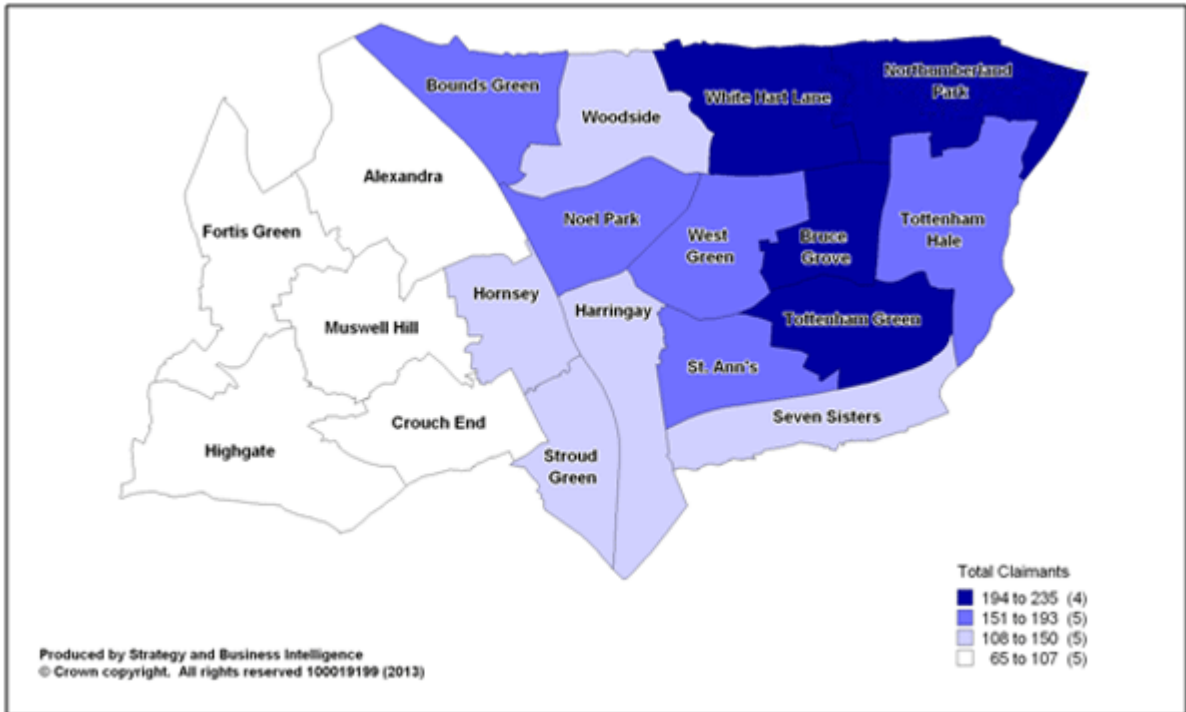 Bounds Green
Woodside
White Hart Lane
Northumberland
Park
Alexandra
Fortis Green
Noel Park
West
Green
Bruce
Grove
Tottenham
Hale
Hornsey
Harringay
Muswell Hill
Tottenham Green
St. Ann's
Crouch End
Seven Sisters
Highgate
Stroud
Green
Total Claimants
194 to 235 (4)
151 to 193 (5)
108 to 150 (5)
65 to 107 (5)
Produced by Strategy and Business Intelligence
© Crown copyright. All rights reserved 100019199 (2013)